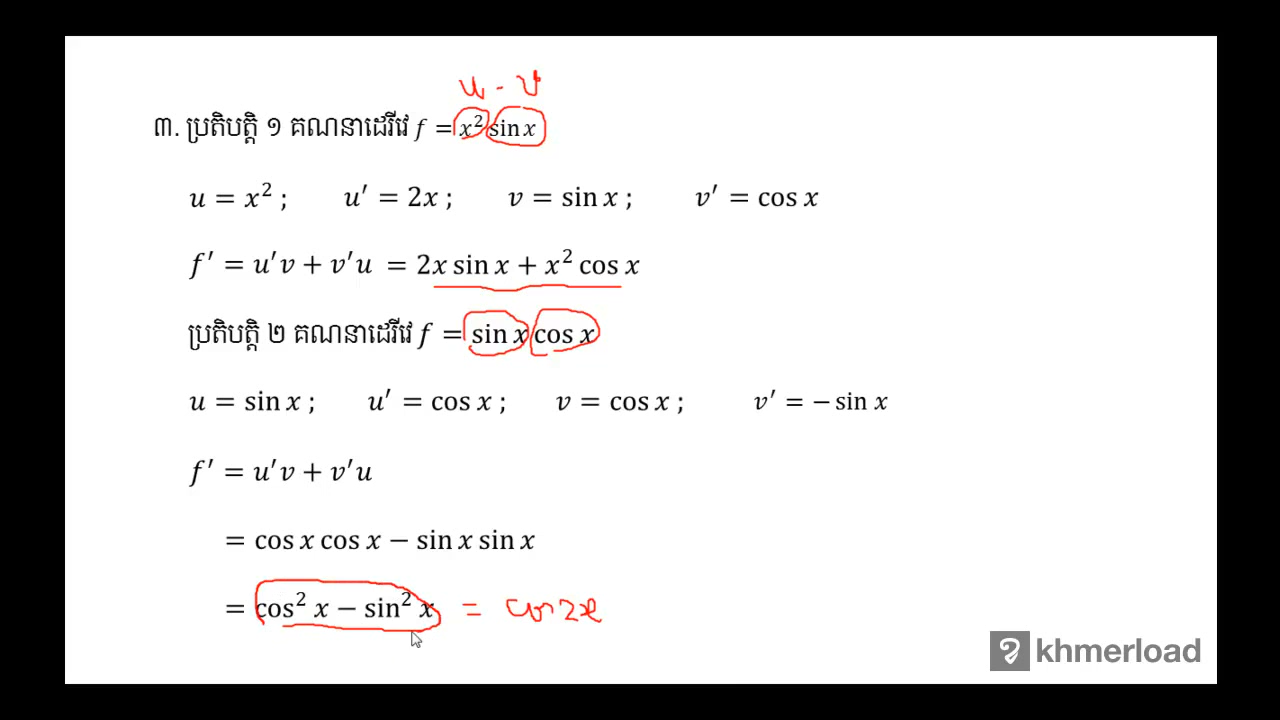 u · v
៣. ប្រតិបត្តិ ១ គណនាដេរីវេ f = x² sin x
u = x² ; u′ = 2x ; v = sin x ; v′ = cos x
f′ = u′v + v′u = 2x sin x + x² cos x
ប្រតិបត្តិ ២ គណនាដេរីវេ f = sin x cos x
u = sin x ; u′ = cos x ; v = cos x ; v′ = − sin x
f′ = u′v + v′u
= cos x cos x − sin x sin x
= cos² x − sin² x = cos 2x
khmerload